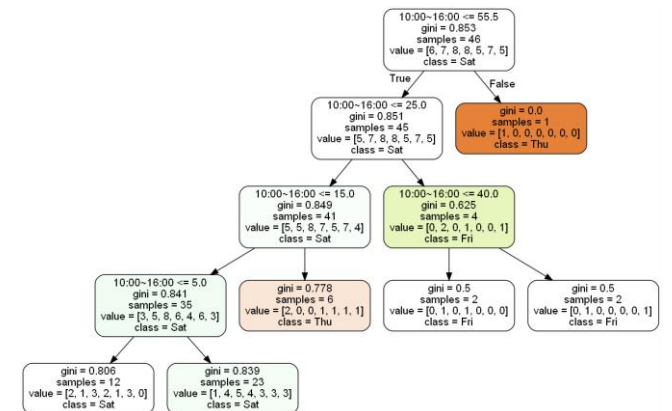 10:00~16:00 <= 55.5
gini = 0.853
samples = 46
value = [6, 7, 8, 8, 5, 7, 5]
class = Sat
True
False
10:00~16:00 <= 25.0
gini = 0.851
samples = 45
value = [5, 7, 8, 8, 5, 7, 5]
class = Sat
gini = 0.0
samples = 1
value = [1, 0, 0, 0, 0, 0, 0]
class = Thu
10:00~16:00 <= 15.0
gini = 0.849
samples = 41
value = [5, 5, 8, 7, 5, 7, 4]
class = Sat
10:00~16:00 <= 40.0
gini = 0.625
samples = 4
value = [0, 2, 0, 1, 0, 0, 1]
class = Fri
10:00~16:00 <= 5.0
gini = 0.841
samples = 35
value = [3, 5, 8, 6, 4, 6, 3]
class = Sat
gini = 0.778
samples = 6
value = [2, 0, 0, 1, 1, 1, 1]
class = Thu
gini = 0.5
samples = 2
value = [0, 1, 0, 1, 0, 0, 0]
class = Fri
gini = 0.5
samples = 2
value = [0, 1, 0, 0, 0, 0, 1]
class = Fri
gini = 0.806
samples = 12
value = [2, 1, 3, 2, 1, 3, 0]
class = Sat
gini = 0.839
samples = 23
value = [1, 4, 5, 4, 3, 3, 3]
class = Sat